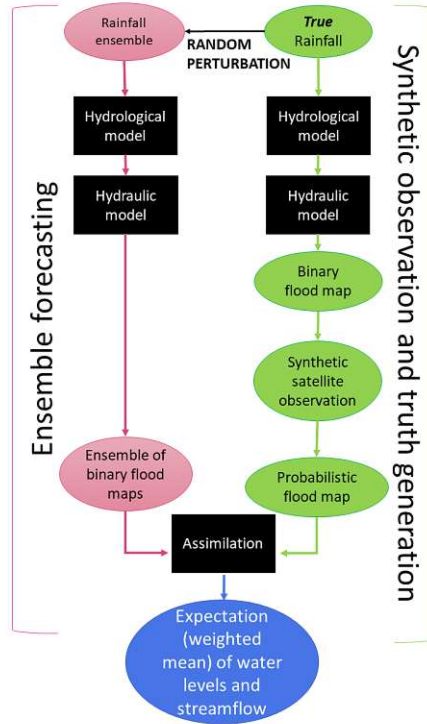 Rainfall
ensemble
RANDOM
PERTURBATION
True
Rainfall
Hydrological
model
Hydraulic
model
Ensemble of
binary flood
maps
Hydrological
model
Hydraulic
model
Binary
flood map
Synthetic
satellite
observation
Probabilistic
flood map
Assimilation
Expectation
(weighted
mean) of water
levels and
streamflow
Ensemble forecasting
Synthetic observation and truth generation